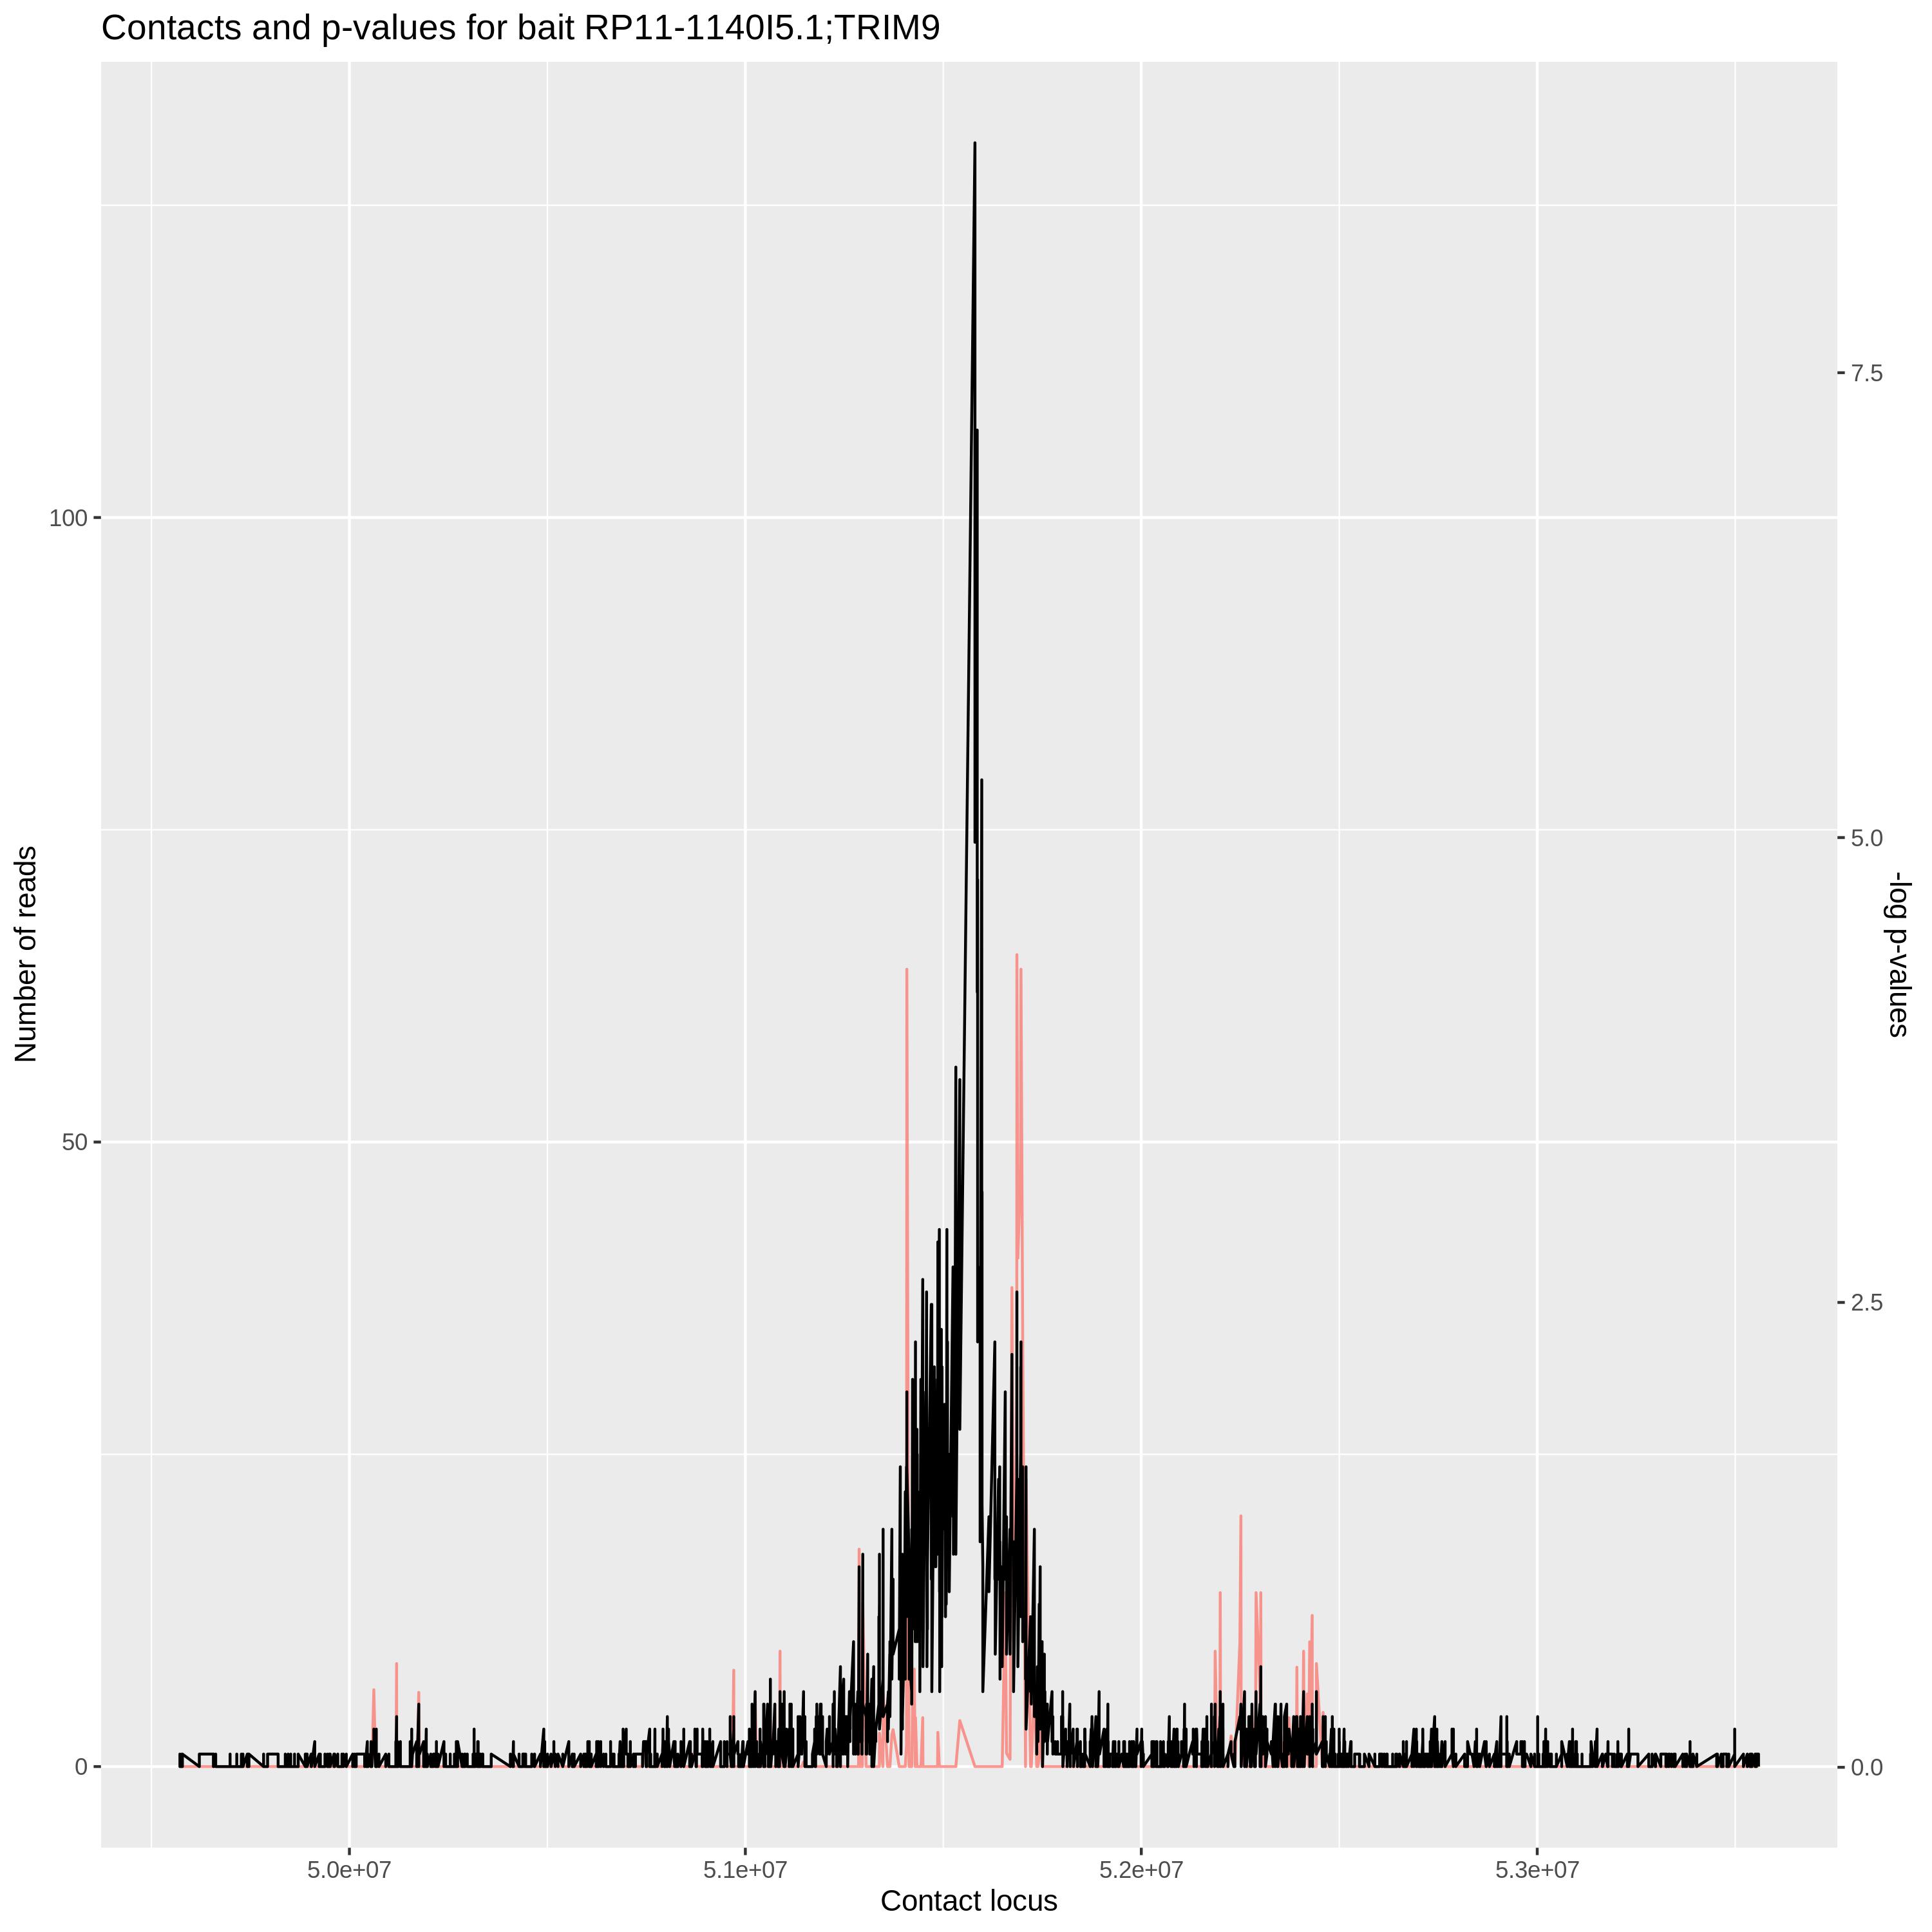 Contacts and p-values for bait RP11-1140I5.1;TRIM9
Number of reads
100
50
0
7.5
5.0
2.5
0.0
-log p-values
5.0e+07
5.1e+07
5.2e+07
5.3e+07
Contact locus